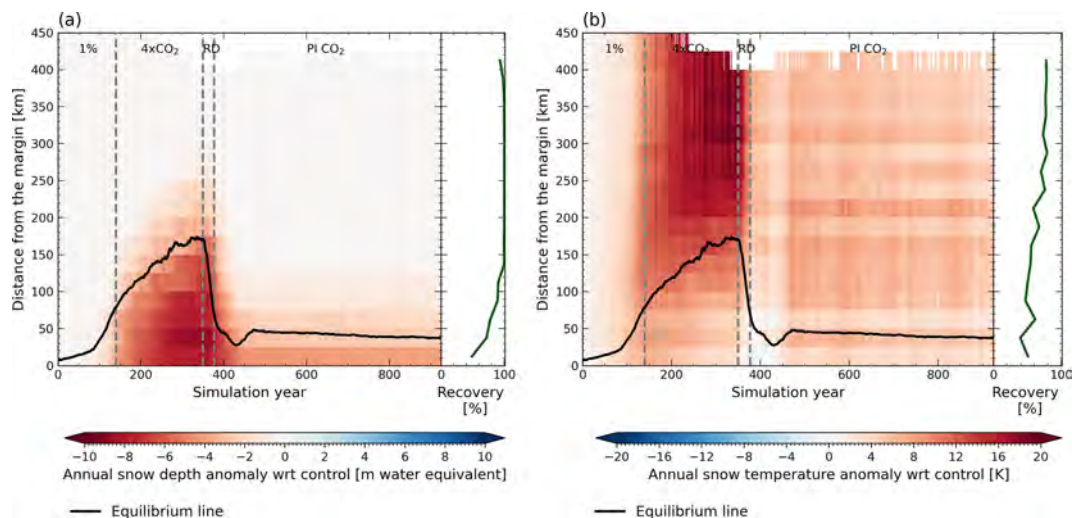 (a)
(b)
1% 4xCO₂ RD PI CO₂
1% 4xCO₂ RD PI CO₂
Distance from the margin [km]
450
400
350
300
250
200
150
100
50
0
0 200 400 600 800 0 100
Simulation year
Recovery
[%]
Distance from the margin [km]
450
400
350
300
250
200
150
100
50
0
0 200 400 600 800 0 100
Simulation year
Recovery
[%]
−10 −8 −6 −4 −2 0 2 4 6 8 10
Annual snow depth anomaly wrt control [m water equivalent]
Equilibrium line
−20 −16 −12 −8 −4 0 4 8 12 16 20
Annual snow temperature anomaly wrt control [K]
Equilibrium line